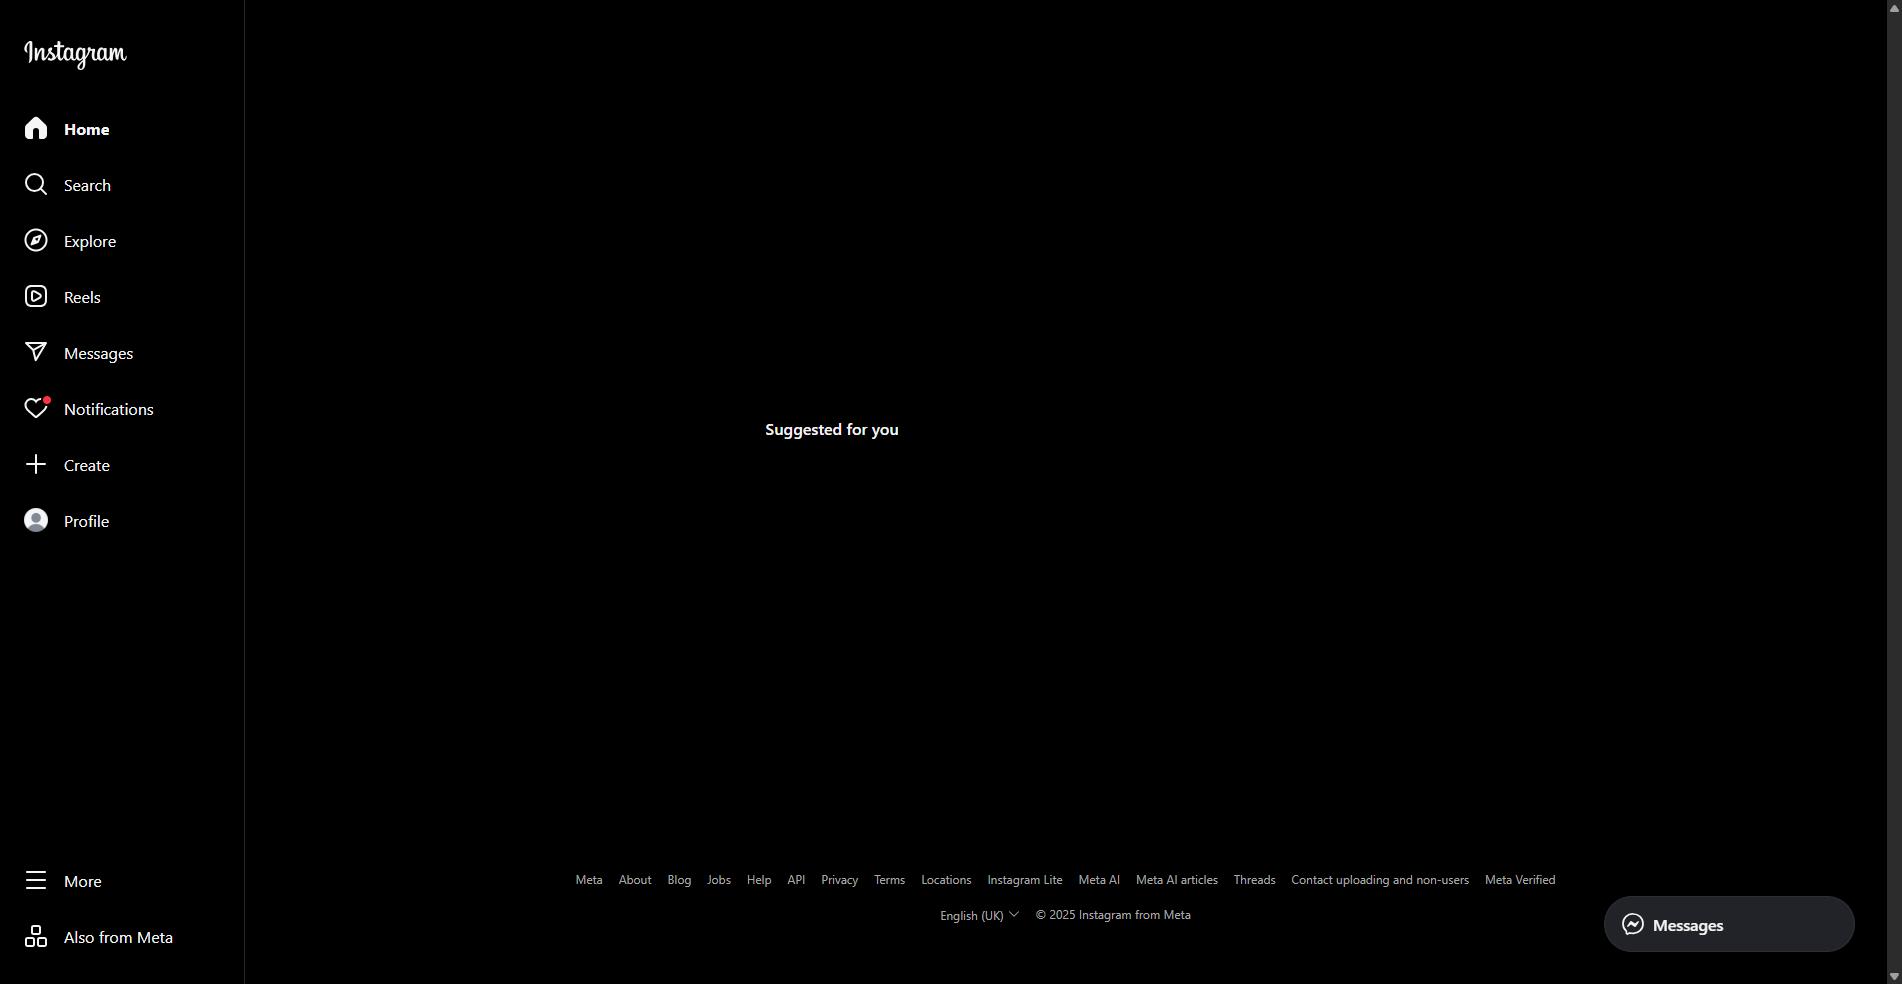 Instagram
Home
Search
Explore
Reels
Messages
Notifications
Create
Profile
More
Also from Meta
Suggested for you
Meta About Blog Jobs Help API Privacy Terms Locations Instagram Lite Meta AI Meta AI articles Threads Contact uploading and non-users Meta Verified
English (UK) © 2025 Instagram from Meta
Messages